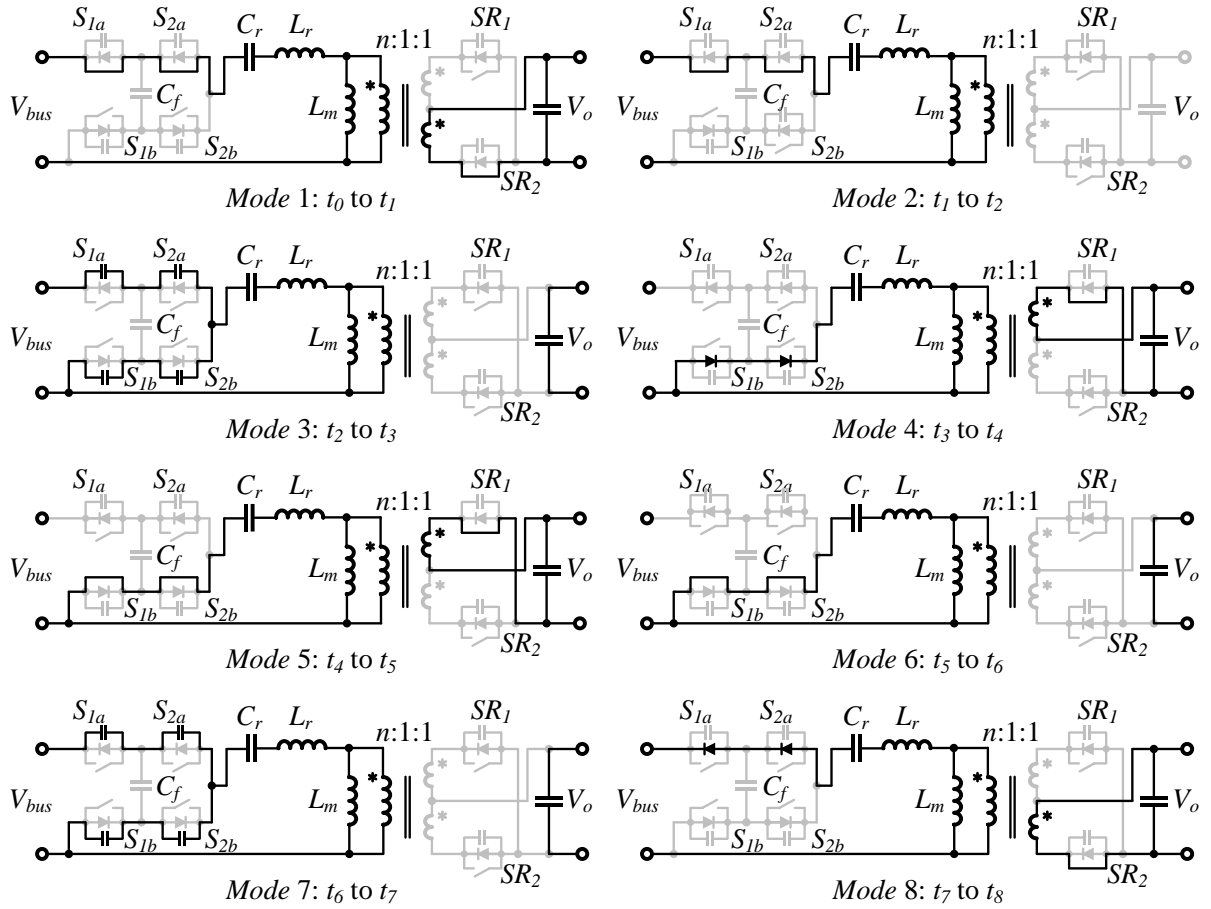 S1a S2a Cr Lr n:1:1 SR1
Vbus Cf Lm * * * Vo
S1b S2b SR2
Mode 1: t0 to t1
S1a S2a Cr Lr n:1:1 SR1
Vbus Cf Lm * * * Vo
S1b S2b SR2
Mode 2: t1 to t2
S1a S2a Cr Lr n:1:1 SR1
Vbus Cf Lm * * * Vo
S1b S2b SR2
Mode 3: t2 to t3
S1a S2a Cr Lr n:1:1 SR1
Vbus Cf Lm * * * Vo
S1b S2b SR2
Mode 4: t3 to t4
S1a S2a Cr Lr n:1:1 SR1
Vbus Cf Lm * * * Vo
S1b S2b SR2
Mode 5: t4 to t5
S1a S2a Cr Lr n:1:1 SR1
Vbus Cf Lm * * * Vo
S1b S2b SR2
Mode 6: t5 to t6
S1a S2a Cr Lr n:1:1 SR1
Vbus Cf Lm * * * Vo
S1b S2b SR2
Mode 7: t6 to t7
S1a S2a Cr Lr n:1:1 SR1
Vbus Cf Lm * * * Vo
S1b S2b SR2
Mode 8: t7 to t8